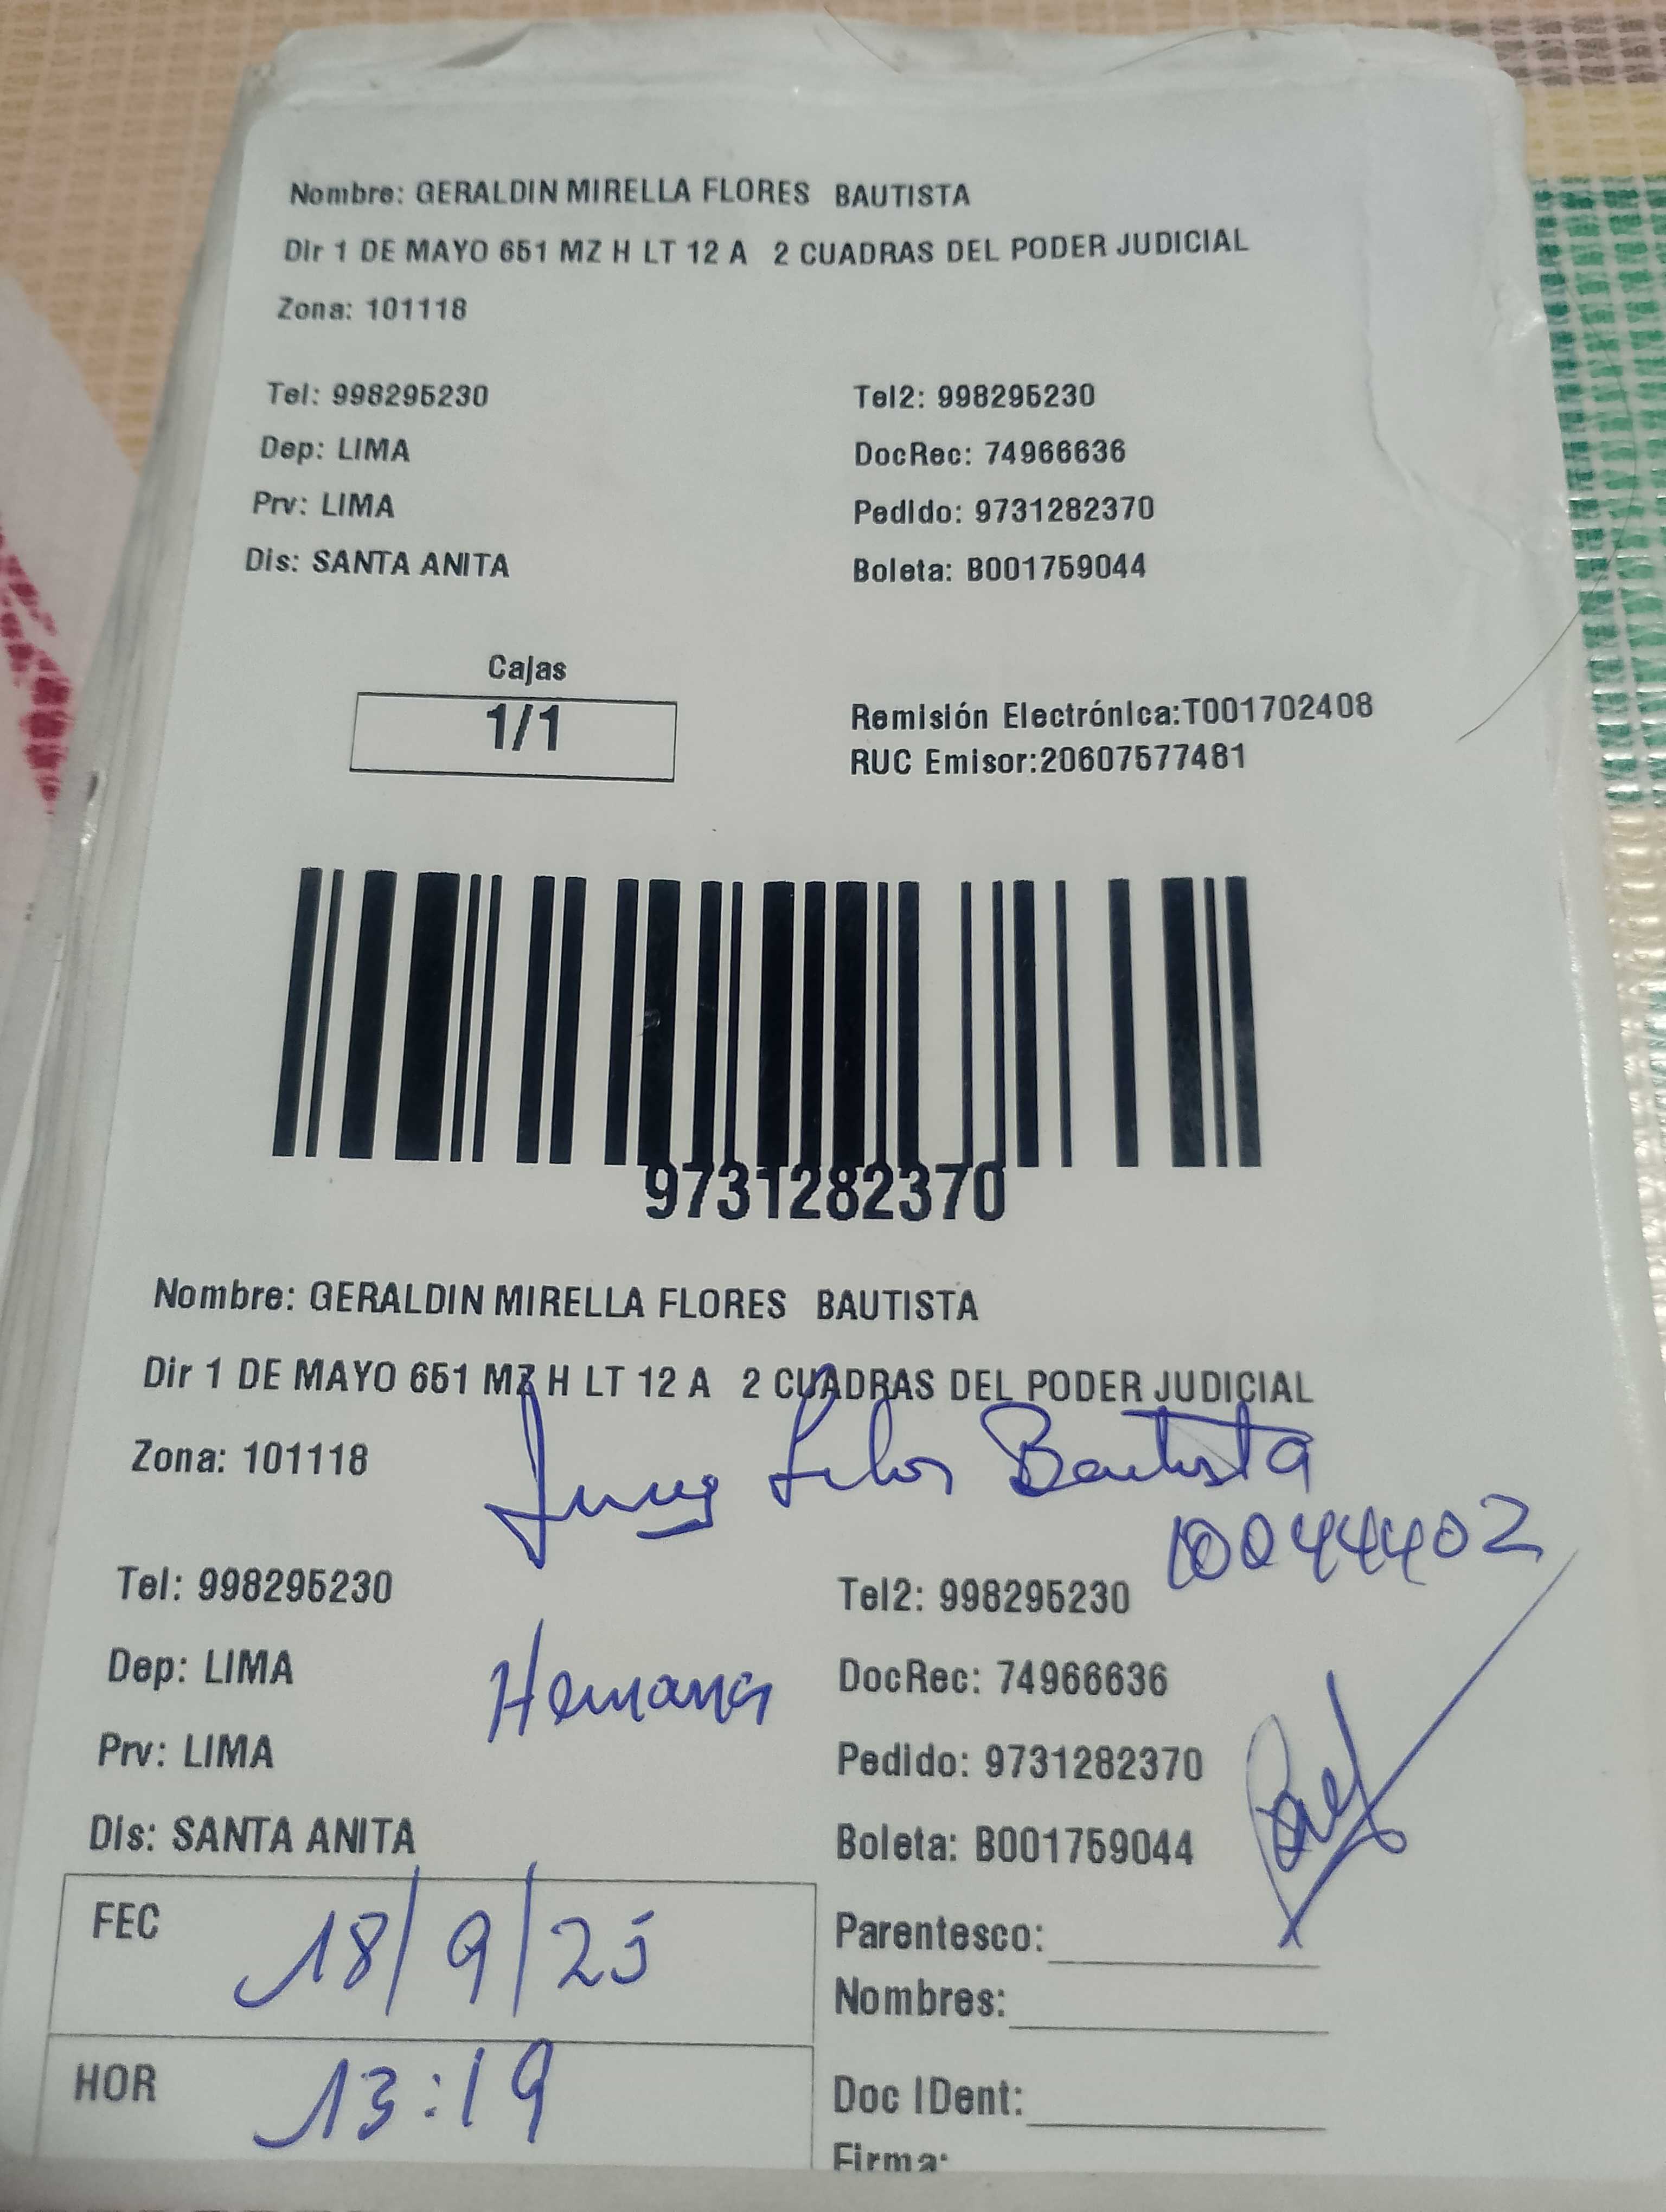 Nombre: GERALDIN MIRELLA FLORES BAUTISTA
Dir 1 DE MAYO 651 MZ H LT 12 A 2 CUADRAS DEL PODER JUDICIAL
Zona: 101118
Tel: 998295230 Tel2: 998295230
Dep: LIMA DocRec: 74966636
Prv: LIMA Pedido: 9731282370
Dis: SANTA ANITA Boleta: B001759044
Cajas
1/1
Remisión Electrónica:T001702408
RUC Emisor:20607577481
9731282370
Nombre: GERALDIN MIRELLA FLORES BAUTISTA
Dir 1 DE MAYO 651 MZ H LT 12 A 2 CUADRAS DEL PODER JUDICIAL
Bautista
Zona: 101118
10044402
Tel: 998295230 Tel2: 998295230
Dep: LIMA Hermana DocRec: 74966636
Prv: LIMA Pedido: 9731282370
Dis: SANTA ANITA Boleta: B001759044
FEC 18/9/25 Parentesco:
Nombres:
HOR 13:19 Doc IDent:
Firma: